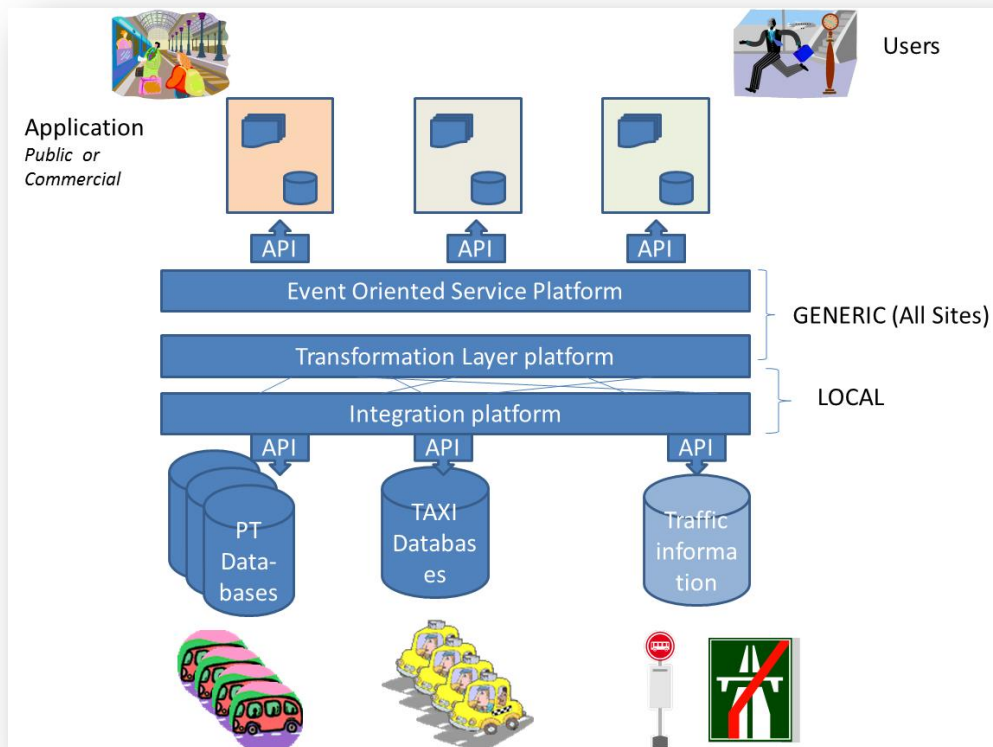 Users
Application
Public or
Commercial
API
API
API
Event Oriented Service Platform
GENERIC (All Sites)
Transformation Layer platform
LOCAL
Integration platform
API
API
API
PT
Data-
bases
TAXI
Databas
es
Traffic
informa
tion